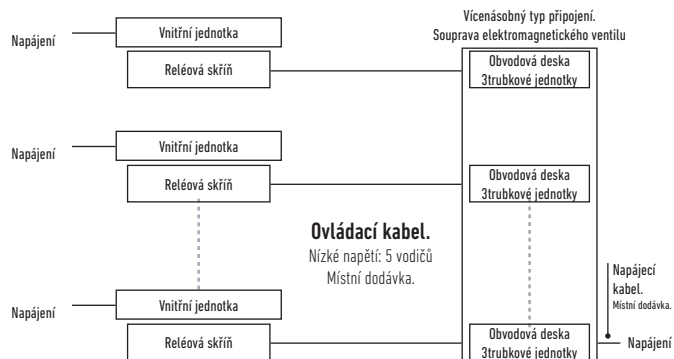 Vícenásobný typ připojení.
Souprava elektromagnetického ventilu
Napájení
Vnitřní jednotka
Reléová skříň
Obvodová deska
3trubkové jednotky
Napájení
Vnitřní jednotka
Reléová skříň
Obvodová deska
3trubkové jednotky
Ovládací kabel.
Nízké napětí: 5 vodičů
Místní dodávka.
Napájecí
kabel.
Místní dodávka.
Napájení
Vnitřní jednotka
Reléová skříň
Obvodová deska
3trubkové jednotky
Napájení